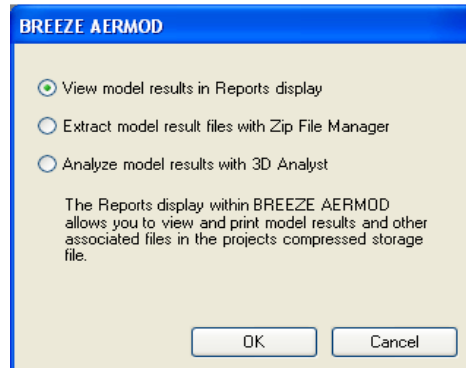 BREEZE AERMOD
View model results in Reports display
Extract model result files with Zip File Manager
Analyze model results with 3D Analyst
The Reports display within BREEZE AERMOD
allows you to view and print model results and other
associated files in the projects compressed storage
file.
OK Cancel